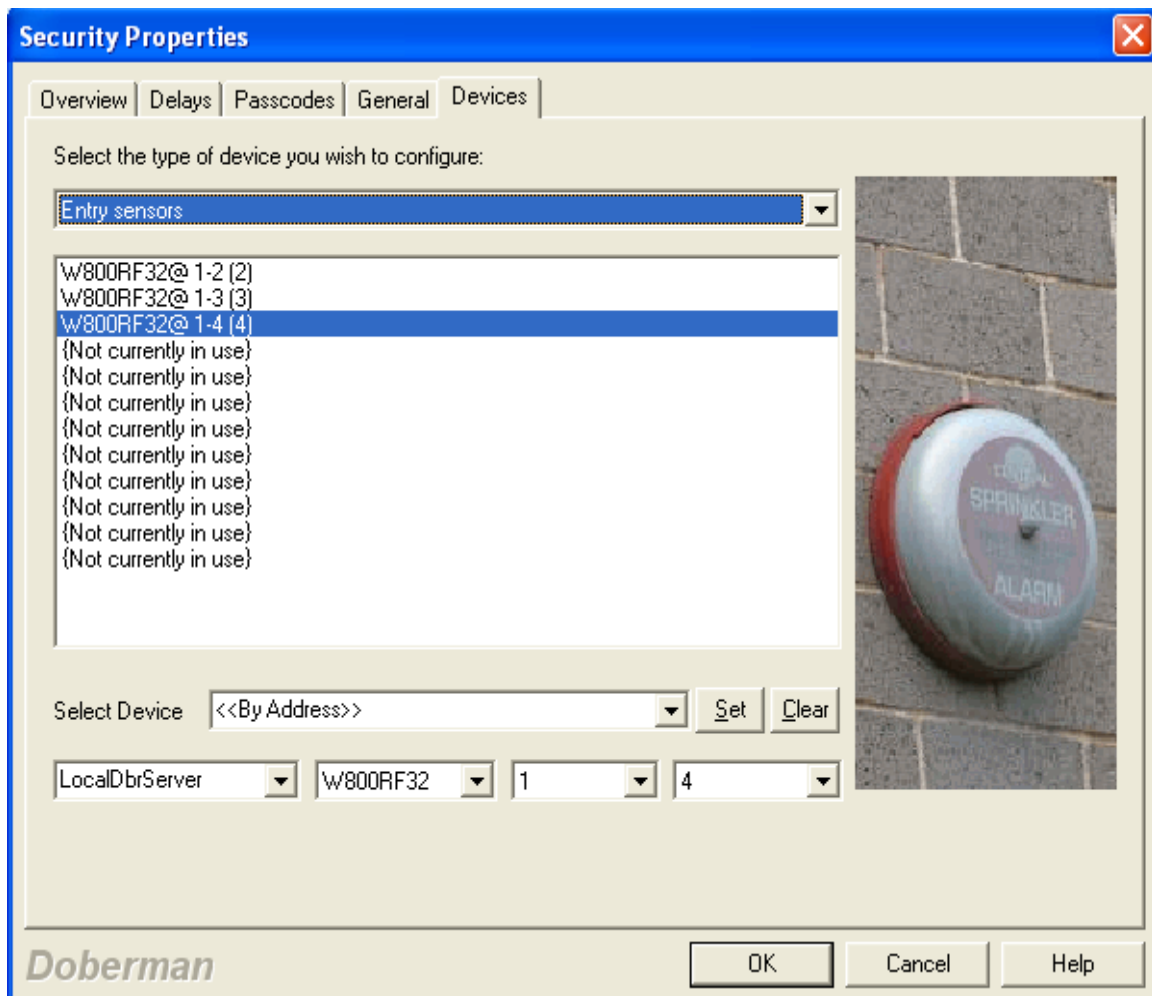 Security Properties
Overview Delays Passcodes General Devices
Select the type of device you wish to configure:
Entry sensors
W800RF32@ 1-2 (2)
W800RF32@ 1-3 (3)
W800RF32@ 1-4 (4)
{Not currently in use}
{Not currently in use}
{Not currently in use}
{Not currently in use}
{Not currently in use}
{Not currently in use}
{Not currently in use}
{Not currently in use}
{Not currently in use}
SPRINKLER
ALARM
Select Device <<By Address>> Set Clear
LocalDbrServer W800RF32 1 4
Doberman OK Cancel Help